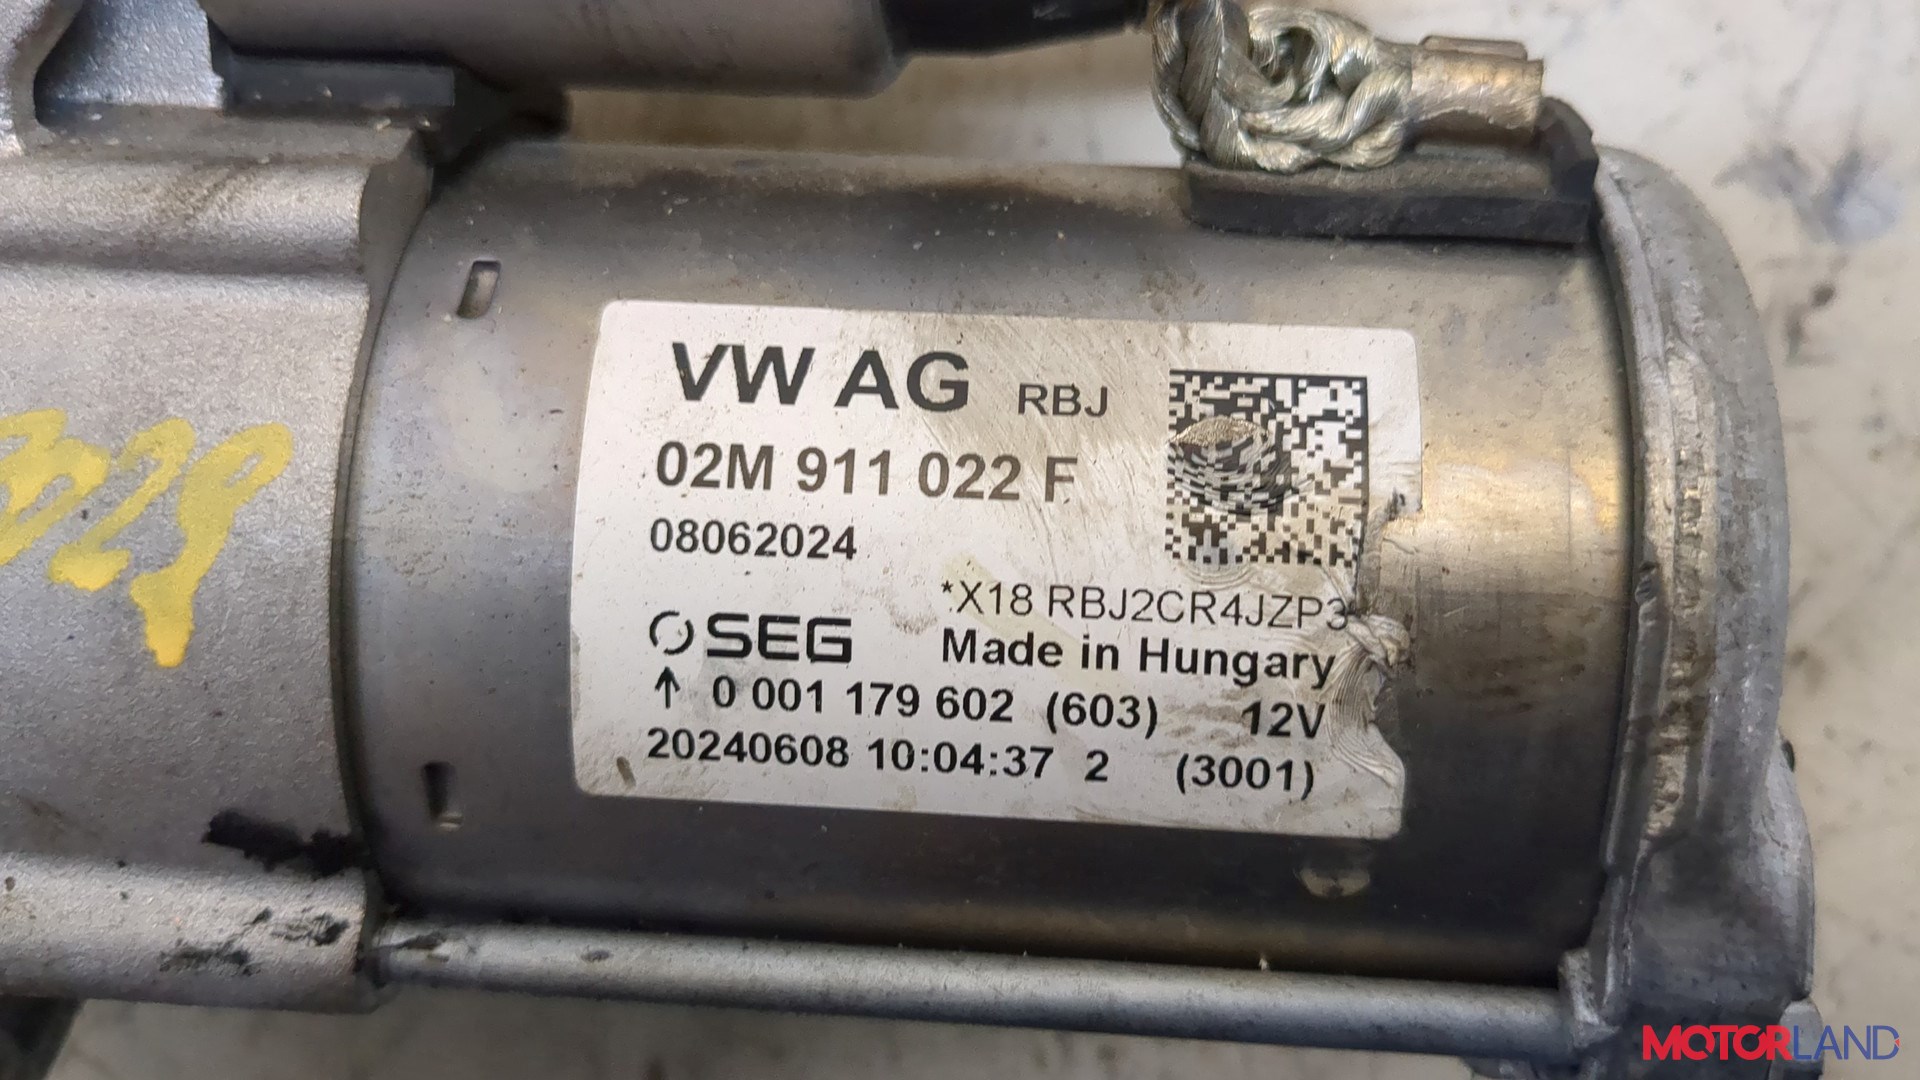 VW AG RBJ
02M 911 022 F
08062024
*X18 RBJ2CR4JZP3
SEG
Made in Hungary
↑ 0 001 179 602 (603) 12V
20240608 10:04:37 2 (3001)
MOTORLAND